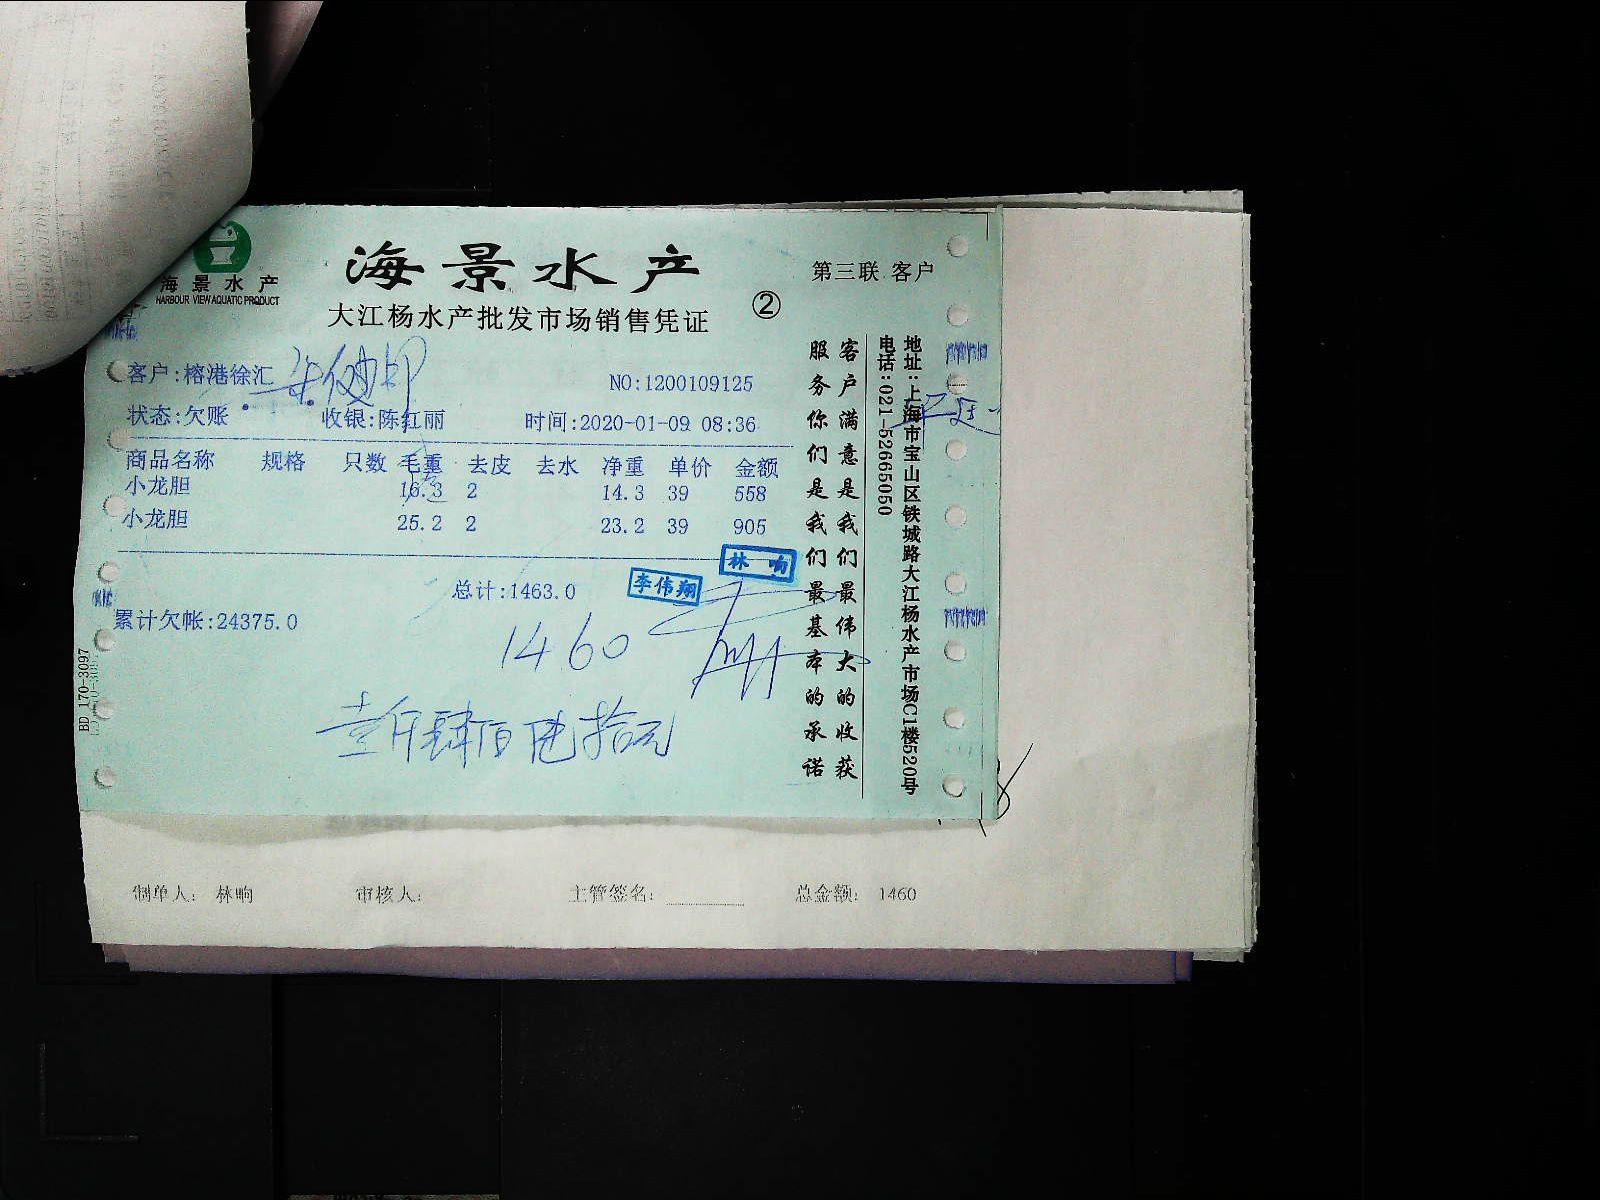 海景水产
HARBOUR VIEW AQUATIC PRODUCT
海景水产
大江杨水产批发市场销售凭证
②
第三联 客户
客户:榕港徐汇
NO:1200109125
状态:欠账 收银:陈红丽 时间:2020-01-09 08:36
商品名称 规格 只数 毛重 去皮 去水 净重 单价 金额
小龙胆 16.3 2 14.3 39 558
小龙胆 25.2 2 23.2 39 905
林响
李伟翔
总计:1463.0
累计欠帐:24375.0
1460
壹仟肆佰陆拾元
客户满意是我们最伟大的收获
服务你们是我们最基本的承诺
地址:上海市宝山区铁城路大江杨水产市场C1楼520号
电话:021-52665050
BD 170-3097
制单人: 林响 审核人: 主管签名: 总金额: 1460